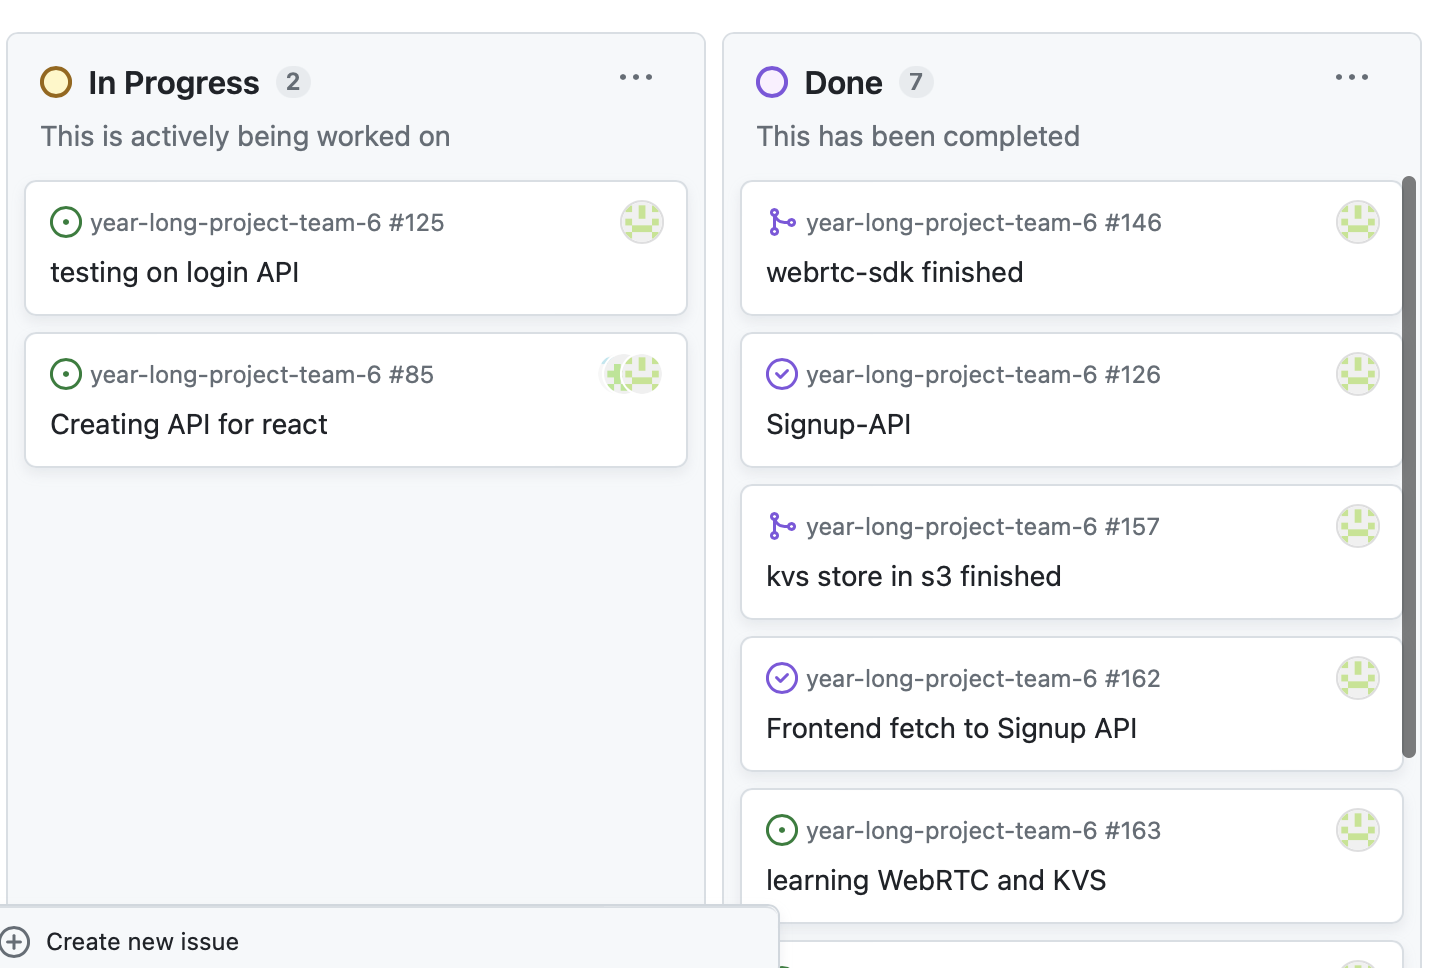 In Progress 2
This is actively being worked on
year-long-project-team-6 #125
testing on login API
year-long-project-team-6 #85
Creating API for react
Create new issue
Done 7
This has been completed
year-long-project-team-6 #146
webrtc-sdk finished
year-long-project-team-6 #126
Signup-API
year-long-project-team-6 #157
kvs store in s3 finished
year-long-project-team-6 #162
Frontend fetch to Signup API
year-long-project-team-6 #163
learning WebRTC and KVS